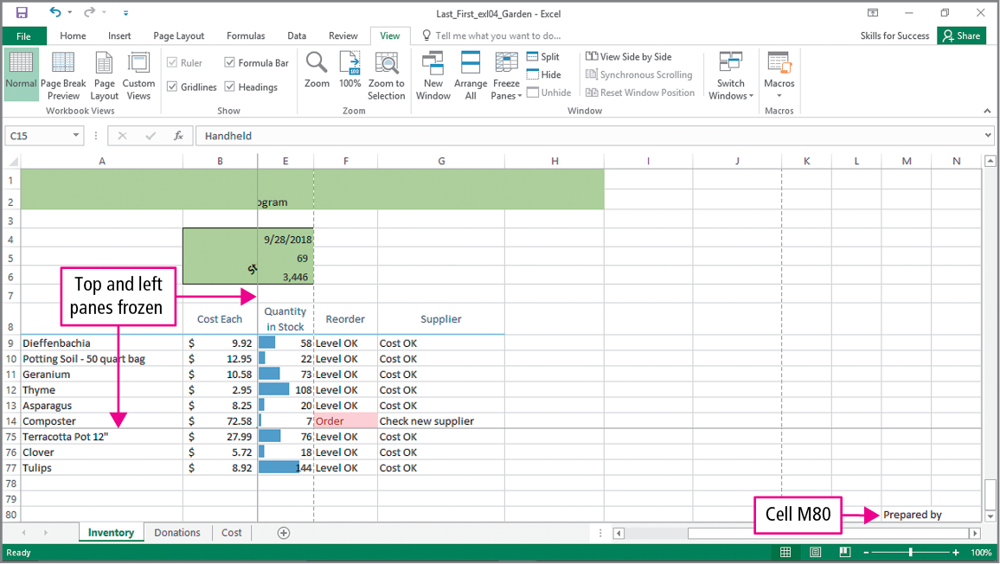 Last_First_exl04_Garden - Excel
File Home Insert Page Layout Formulas Data Review View Tell me what you want to do... Skills for Success Share
Normal
Page Break
Preview
Page
Layout
Custom
Views
Workbook Views
Ruler Formula Bar
Gridlines Headings
Show
Zoom
100%
Zoom to
Selection
Zoom
New
Window
Arrange
All
Freeze
Panes
Split
Hide
Unhide
View Side by Side
Synchronous Scrolling
Reset Window Position
Switch
Windows
Window
Macros
Macros
C15 fx Handheld
A B E F G H I J K L M N
1
2 ogram
3
4 9/28/2018
5 69
St
6 3,446
7
Top and left
panes frozen
8 Cost Each Quantity in Stock Reorder Supplier
9 Dieffenbachia $ 9.92 58 Level OK Cost OK
10 Potting Soil - 50 quart bag $ 12.95 22 Level OK Cost OK
11 Geranium $ 10.58 73 Level OK Cost OK
12 Thyme $ 2.95 108 Level OK Cost OK
13 Asparagus $ 8.25 20 Level OK Cost OK
14 Composter $ 72.58 7 Order Check new supplier
75 Terracotta Pot 12" $ 27.99 76 Level OK Cost OK
76 Clover $ 5.72 18 Level OK Cost OK
77 Tulips $ 8.92 144 Level OK Cost OK
78
79
80 Prepared by
Cell M80
Inventory Donations Cost
Ready 100%